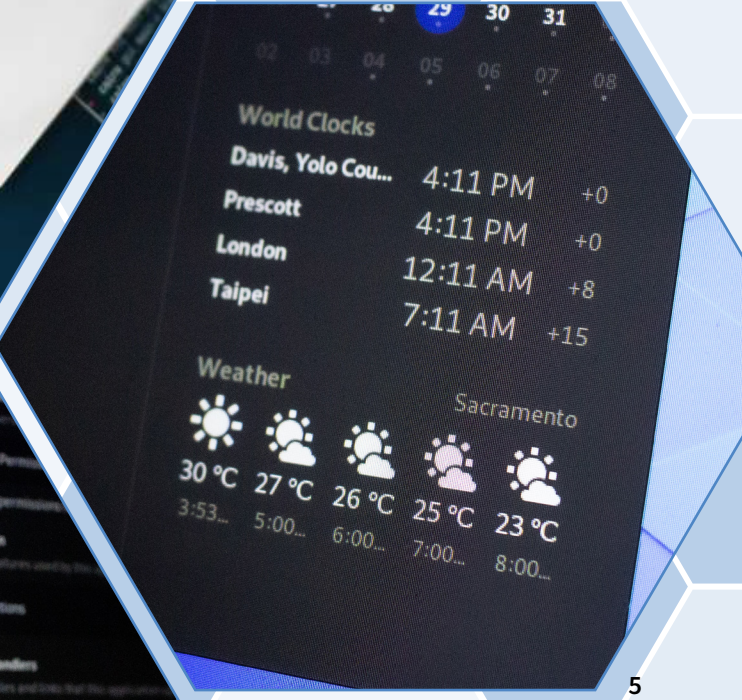 28 29 30 31
02 03 04 05 06 07 08
World Clocks
Davis, Yolo Cou... 4:11 PM +0
Prescott 4:11 PM +0
London 12:11 AM +8
Taipei 7:11 AM +15
Weather
Sacramento
30 °C 27 °C 26 °C 25 °C 23 °C
3:53... 5:00... 6:00... 7:00... 8:00...
5